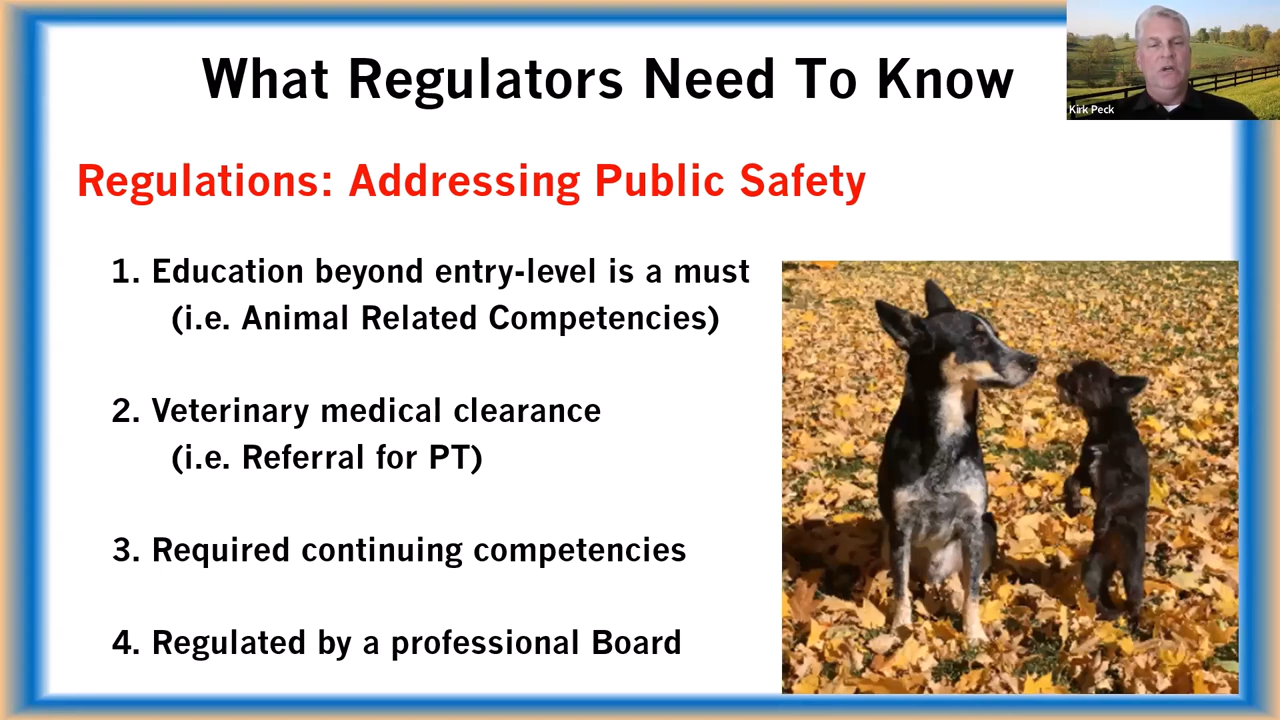 What Regulators Need To Know
Kirk Peck
Regulations: Addressing Public Safety
1. Education beyond entry-level is a must
(i.e. Animal Related Competencies)
2. Veterinary medical clearance
(i.e. Referral for PT)
3. Required continuing competencies
4. Regulated by a professional Board